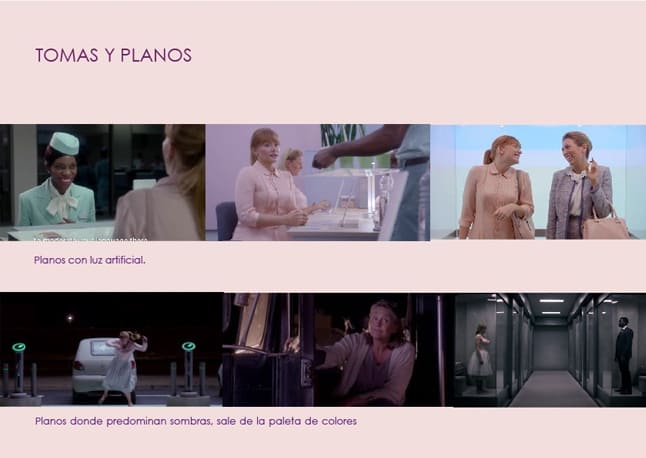 TOMAS Y PLANOS
Planos con luz artificial.
Planos donde predominan sombras, sale de la paleta de colores